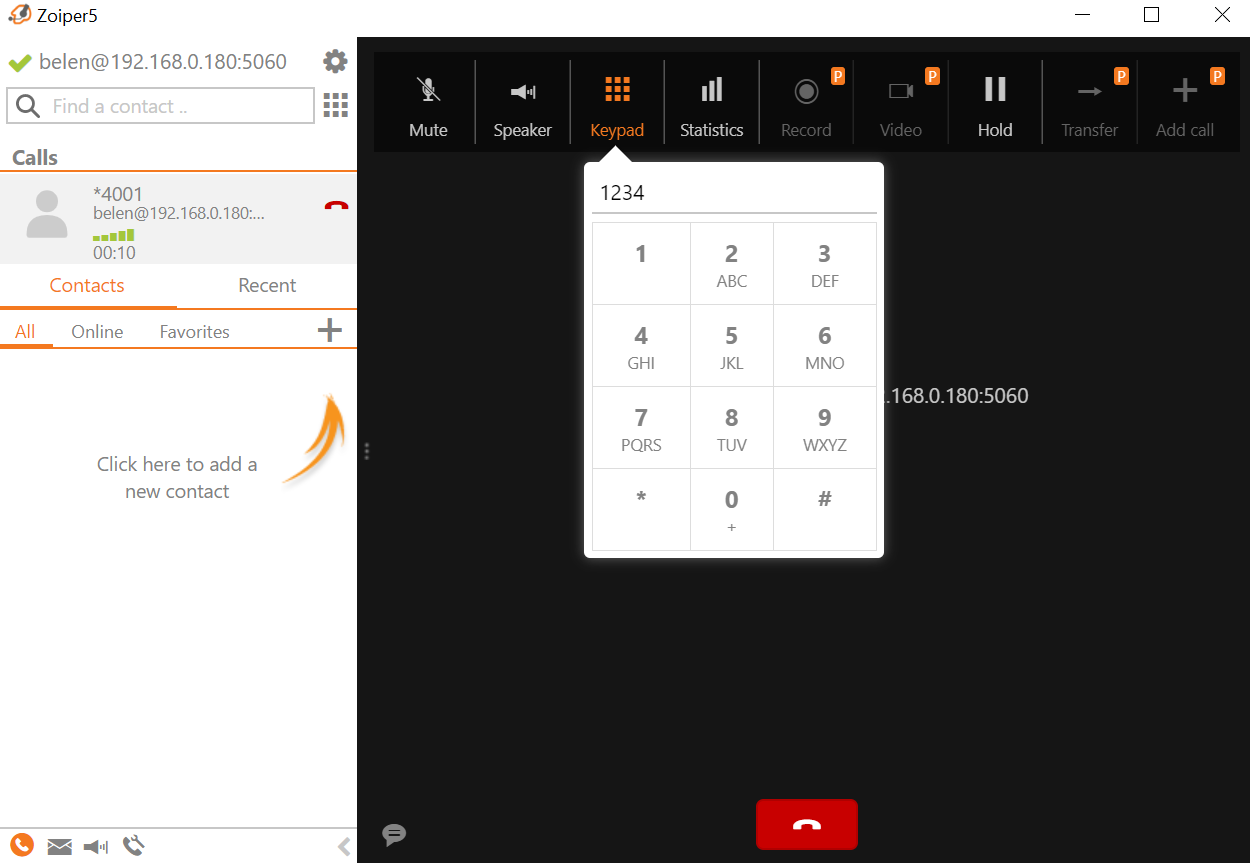 Zoiper5
belen@192.168.0.180:5060
Find a contact ..
Calls
*4001
belen@192.168.0.180:...
00:10
Contacts Recent
All Online Favorites
Click here to add a
new contact
P P P P
Mute Speaker Keypad Statistics Record Video Hold Transfer Add call
1234
1 2 3
ABC DEF
4 5 6
GHI JKL MNO
7 8 9
PQRS TUV WXYZ
* 0 #
+
.168.0.180:5060